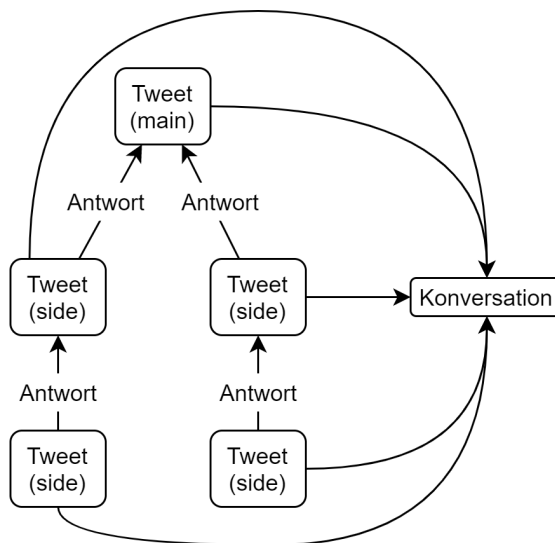 Tweet
(main)
Antwort
Antwort
Tweet
(side)
Tweet
(side)
Konversation
Antwort
Antwort
Tweet
(side)
Tweet
(side)